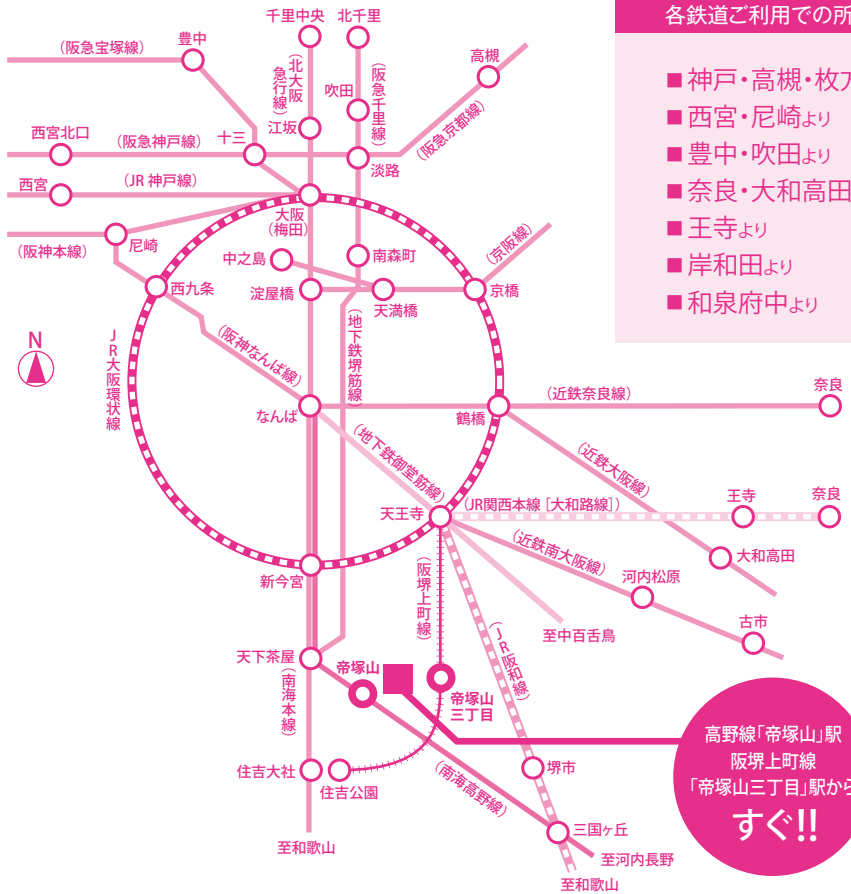 千里中央
北千里
各鉄道ご利用での所
豊中
(阪急宝塚線)
(北大阪急行線)
(阪急千里線)
高槻
吹田
■神戸・高槻・枚方
江坂
■西宮・尼崎より
西宮北口
(阪急神戸線)
十三
(阪急京都線)
淡路
■豊中・吹田より
西宮
(JR神戸線)
■奈良・大和高田
大阪
(梅田)
■王寺より
(阪神本線)
尼崎
中之島
南森町
(京阪線)
■岸和田より
西九条
淀屋橋
天満橋
京橋
■和泉府中より
N
JR大阪環状線
(阪神なんば線)
(地下鉄堺筋線)
なんば
鶴橋
(近鉄奈良線)
奈良
(地下鉄御堂筋線)
(近鉄大阪線)
天王寺
(JR関西本線[大和路線])
王寺
奈良
(阪堺上町線)
(近鉄南大阪線)
大和高田
新今宮
河内松原
古市
至中百舌鳥
(JR阪和線)
天下茶屋
帝塚山
帝塚山
三丁目
(南海本線)
高野線「帝塚山」駅
阪堺上町線
「帝塚山三丁目」駅から
すぐ!!
住吉大社
住吉公園
(南海高野線)
堺市
三国ヶ丘
至和歌山
至河内長野
至和歌山